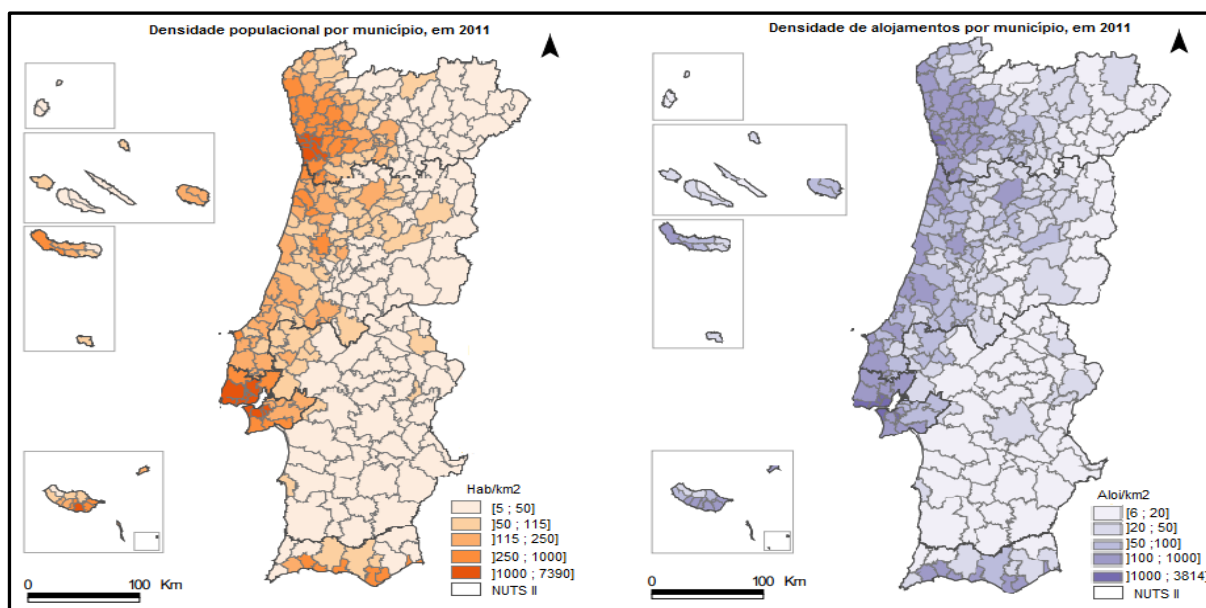 Densidade populacional por município, em 2011
Hab/km2
[5 ; 50]
]50 ; 115]
]115 ; 250]
]250 ; 1000]
]1000 ; 7390]
NUTS II
0 100 Km
Densidade de alojamentos por município, em 2011
Aloj/km2
[6 ; 20]
]20 ; 50]
]50 ;100]
]100 ; 1000]
]1000 ; 3814]
NUTS II
0 100 Km